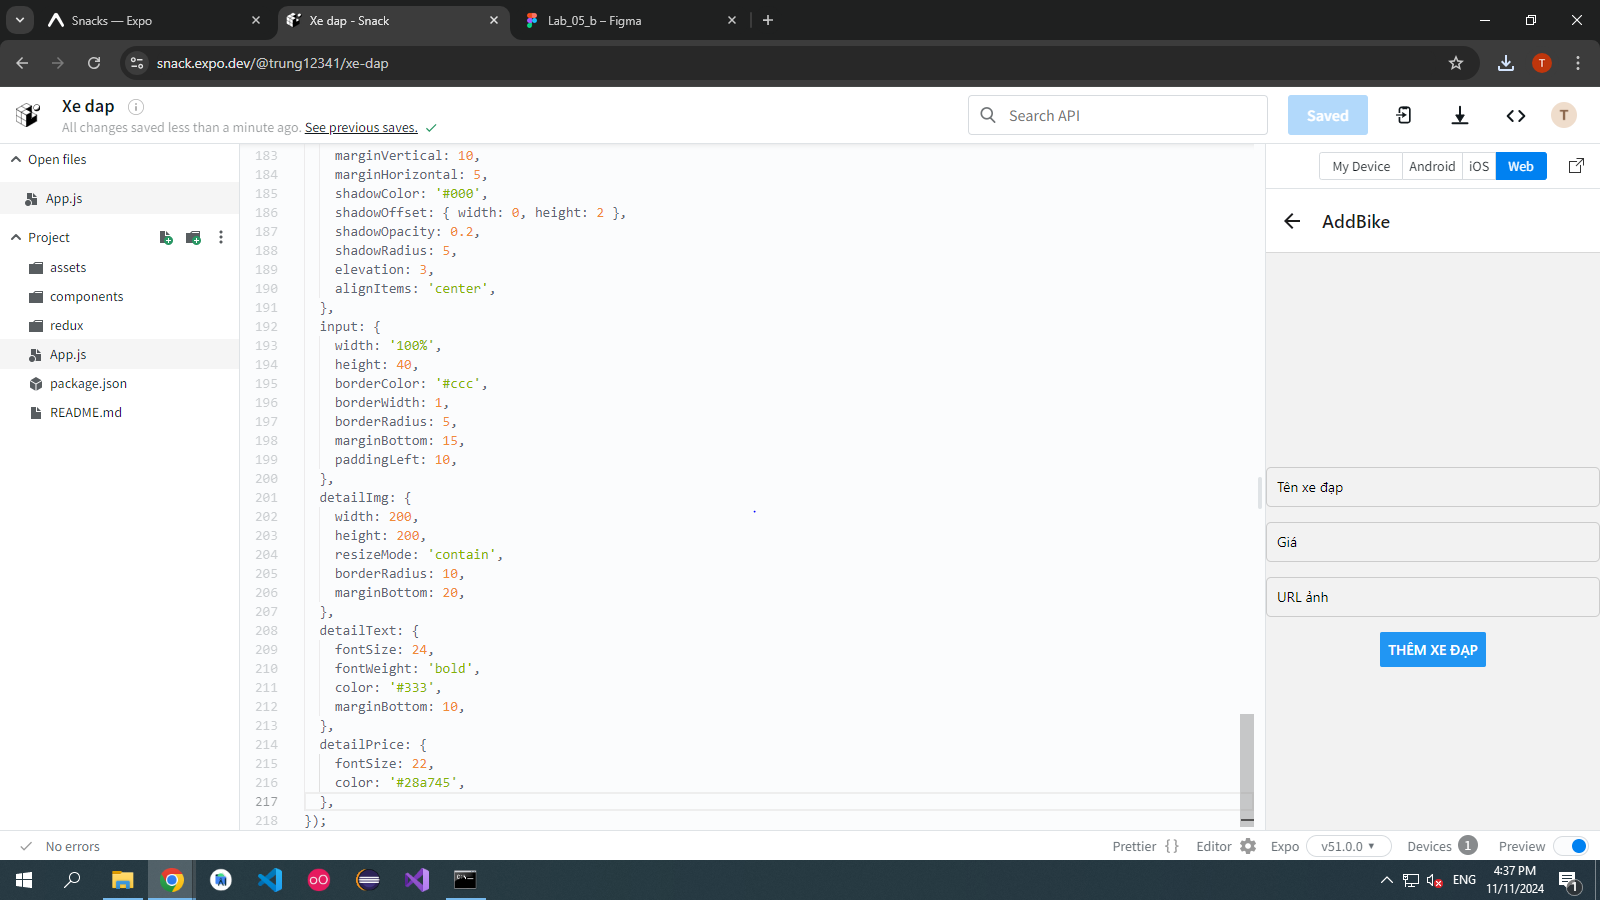 Snacks — Expo
Xe dap - Snack
Lab_05_b – Figma
snack.expo.dev/@trung12341/xe-dap
T
Xe dap
All changes saved less than a minute ago. See previous saves.
Search API
Saved
T
Open files
App.js
Project
assets
components
redux
App.js
package.json
README.md
183 marginVertical: 10,
184 marginHorizontal: 5,
185 shadowColor: '#000',
186 shadowOffset: { width: 0, height: 2 },
187 shadowOpacity: 0.2,
188 shadowRadius: 5,
189 elevation: 3,
190 alignItems: 'center',
191 },
192 input: {
193 width: '100%',
194 height: 40,
195 borderColor: '#ccc',
196 borderWidth: 1,
197 borderRadius: 5,
198 marginBottom: 15,
199 paddingLeft: 10,
200 },
201 detailImg: {
202 width: 200,
203 height: 200,
204 resizeMode: 'contain',
205 borderRadius: 10,
206 marginBottom: 20,
207 },
208 detailText: {
209 fontSize: 24,
210 fontWeight: 'bold',
211 color: '#333',
212 marginBottom: 10,
213 },
214 detailPrice: {
215 fontSize: 22,
216 color: '#28a745',
217 },
218 });
My Device Android iOS Web
AddBike
Tên xe đạp
Giá
URL ảnh
THÊM XE ĐẠP
No errors
Prettier {} Editor Expo v51.0.0 Devices 1 Preview
ENG
4:37 PM
11/11/2024
1